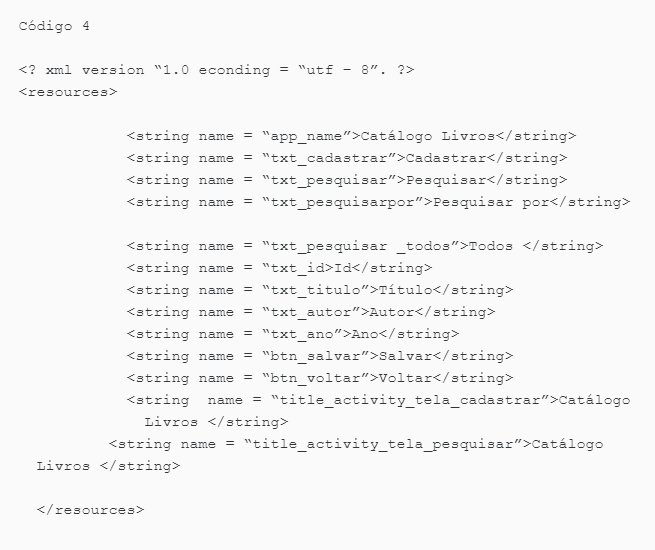 Código 4
<? xml version “1.0 econding = “utf – 8”. ?>
<resources>
<string name = “app_name”>Catálogo Livros</string>
<string name = “txt_cadastrar”>Cadastrar</string>
<string name = “txt_pesquisar”>Pesquisar</string>
<string name = “txt_pesquisarpor”>Pesquisar por</string>
<string name = “txt_pesquisar _todos”>Todos </string>
<string name = “txt_id>Id</string>
<string name = “txt_titulo”>Título</string>
<string name = “txt_autor”>Autor</string>
<string name = “txt_ano”>Ano</string>
<string name = “btn_salvar”>Salvar</string>
<string name = “btn_voltar”>Voltar</string>
<string  name = “title_activity_tela_cadastrar”>Catálogo
Livros </string>
<string name = “title_activity_tela_pesquisar”>Catálogo
Livros </string>
</resources>